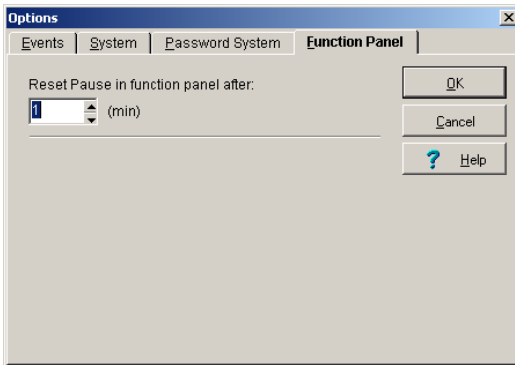 Options
Events System Password System Function Panel
Reset Pause in function panel after:
1 (min)
OK
Cancel
? Help